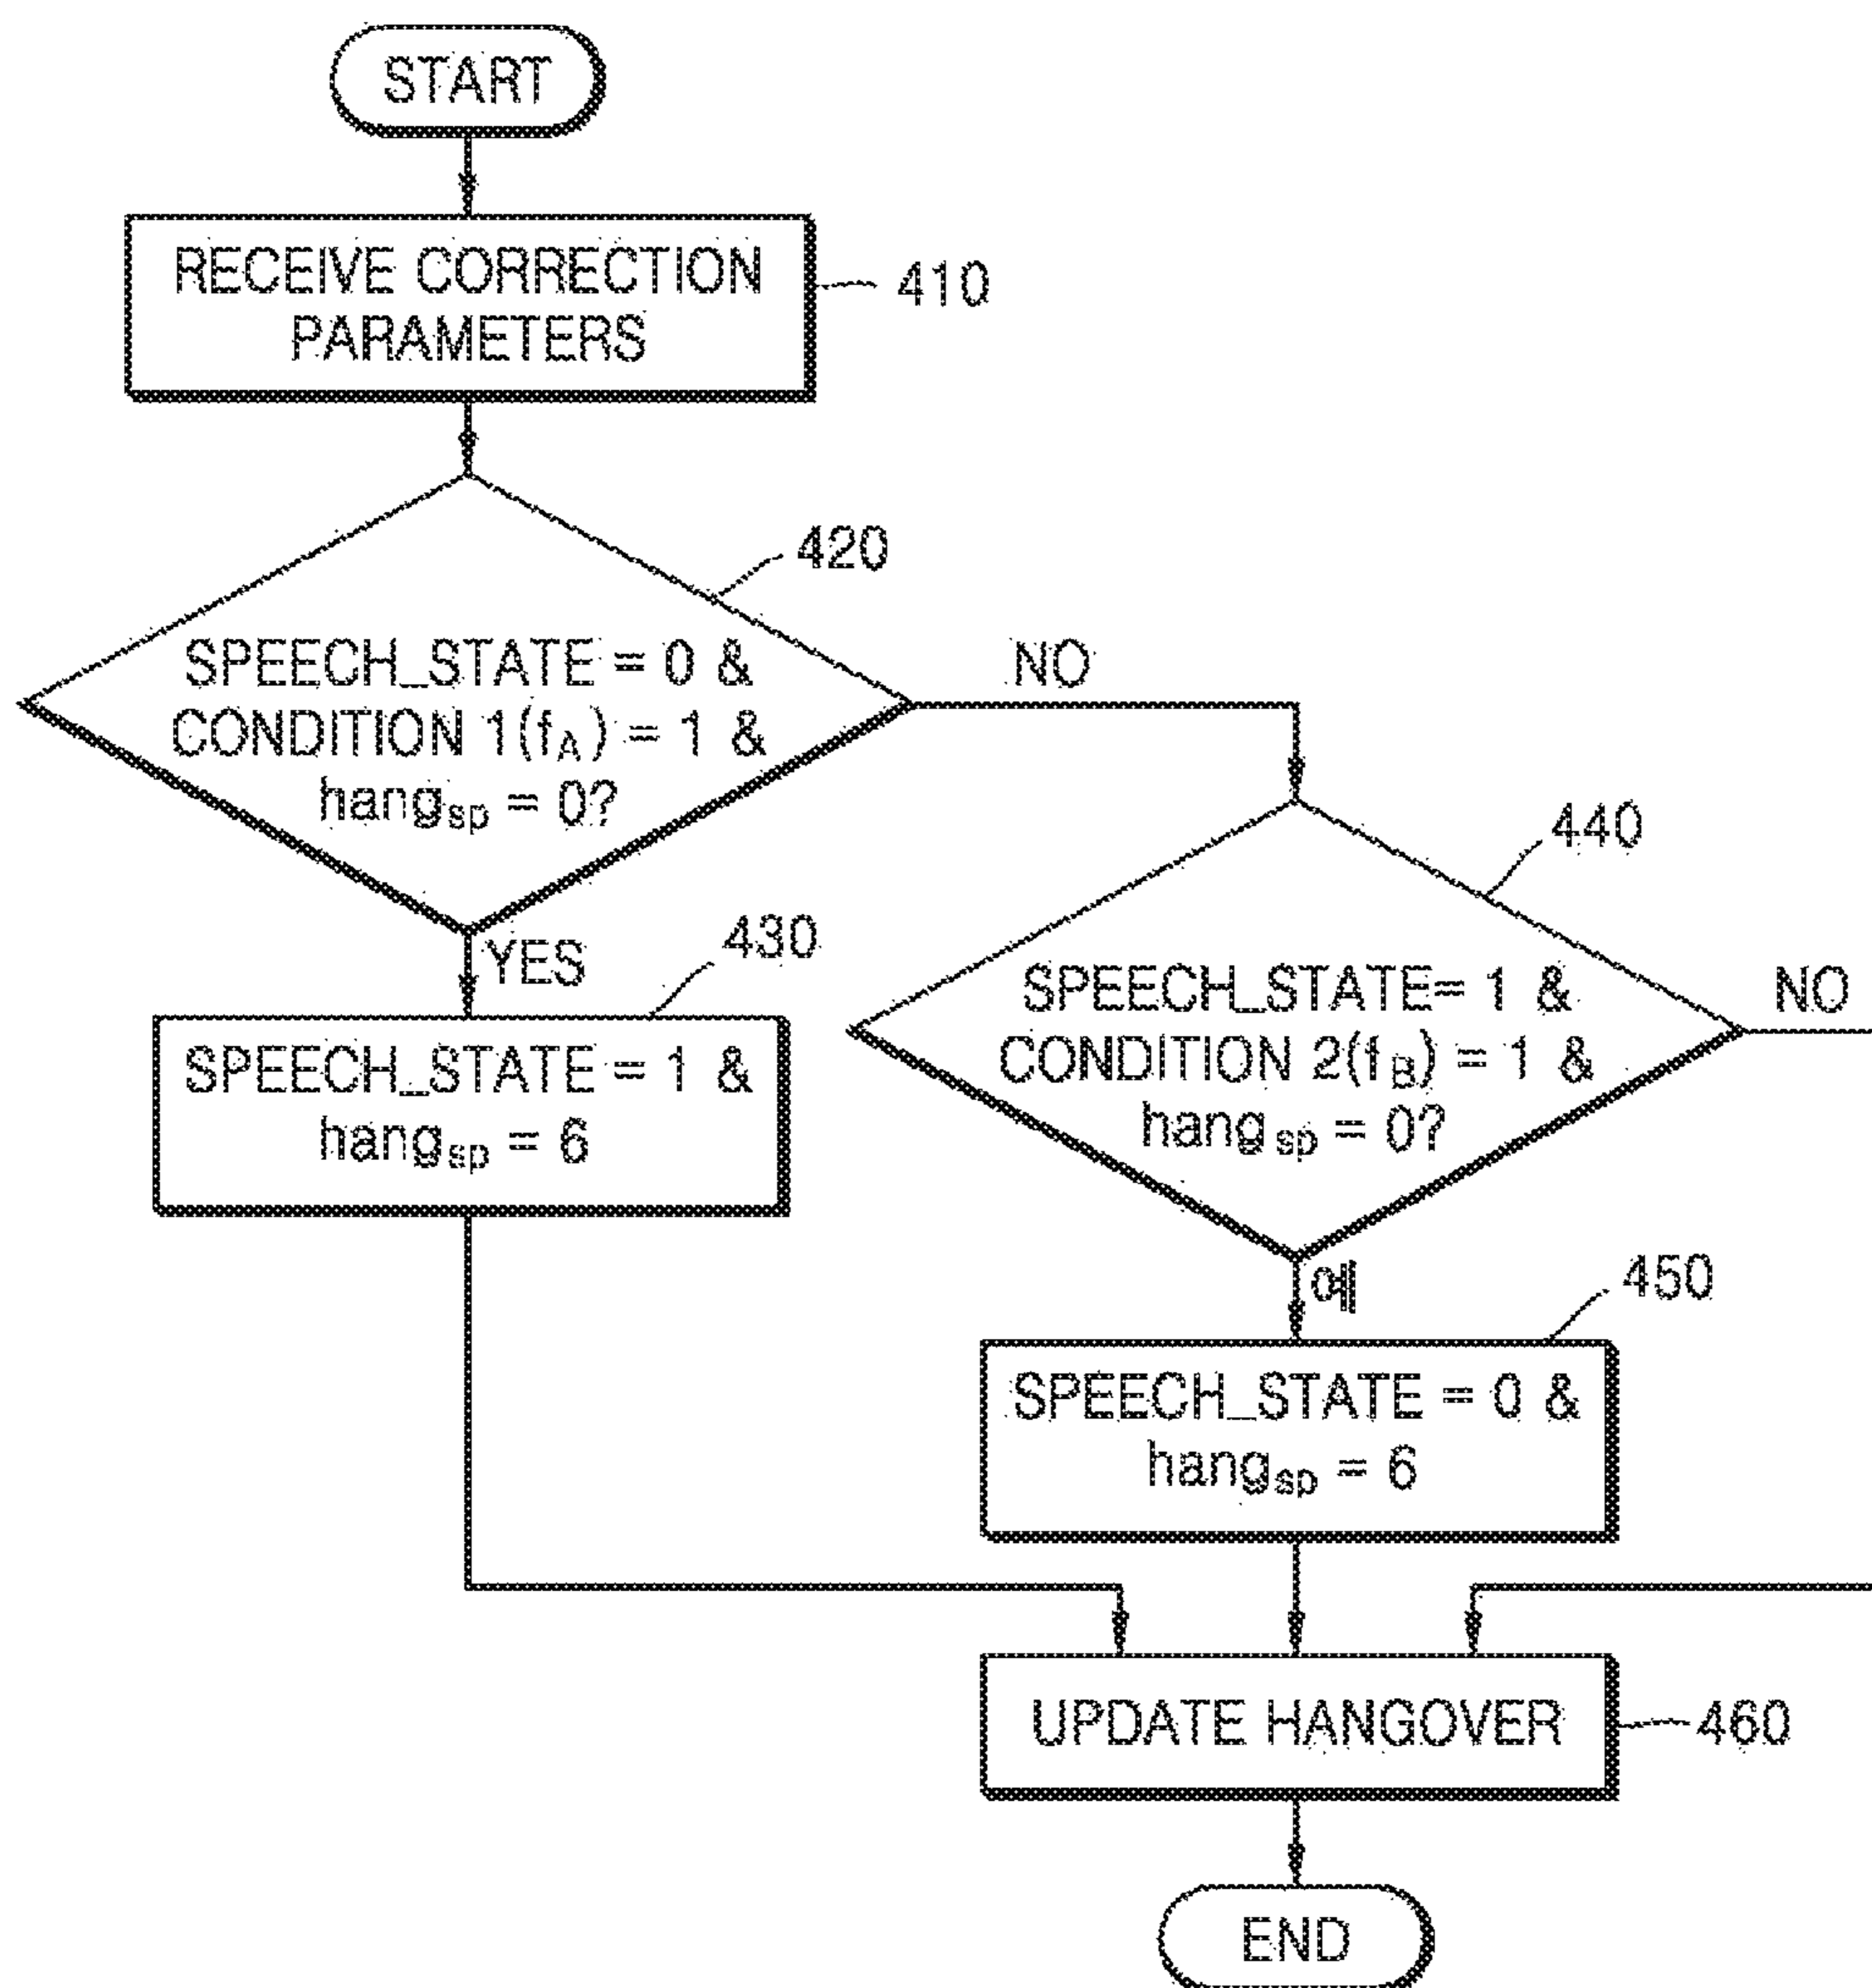 START
RECEIVE CORRECTION
PARAMETERS
410
420
SPEECH_STATE = 0 &
CONDITION 1(fA) = 1 &
hangsp = 0?
NO
YES
430
SPEECH_STATE = 1 &
hangsp = 6
440
SPEECH_STATE= 1 &
CONDITION 2(fB) = 1 &
hangsp = 0?
NO
예
450
SPEECH_STATE = 0 &
hangsp = 6
UPDATE HANGOVER
460
END